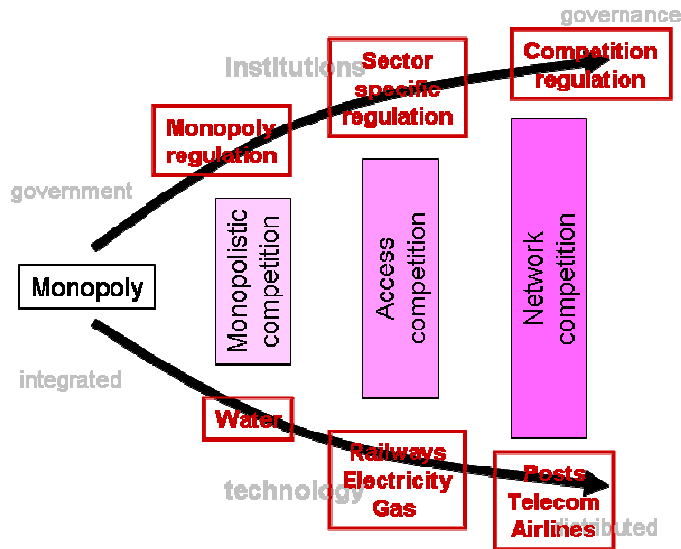 governance
Institutions
Sector
specific
regulation
Competition
regulation
Monopoly
regulation
government
Monopoly
Monopolistic
competition
Access
competition
Network
competition
integrated
Water
Railways
Electricity
Gas
Posts
Telecom
Airlines
technology
distributed